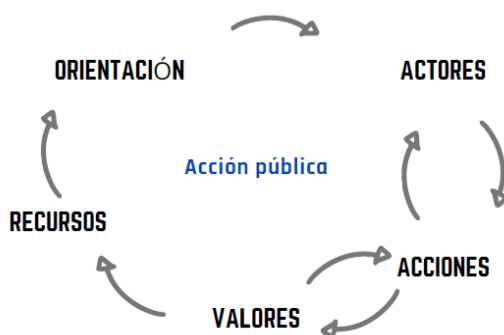 ORIENTACIÓN
ACTORES
Acción pública
RECURSOS
ACCIONES
VALORES